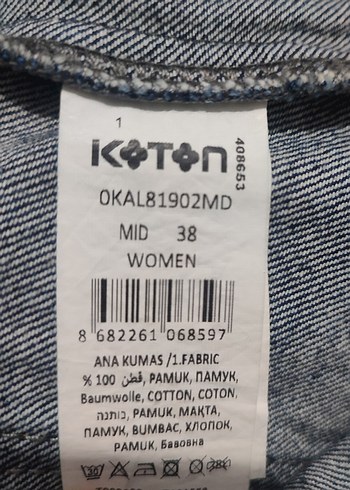 1
KOTON
408653
0KAL81902MD
MID 38
WOMEN
8 682261 068597
ANA KUMAS /1.FABRIC
% 100 قطن, PAMUK, ПАМУК,
Baumwolle, COTTON, COTON,
כותנה, PAMUK, МАҚТА,
ПАМУК, BUMBAC, ХЛОПОК,
PAMUK, Бавовна